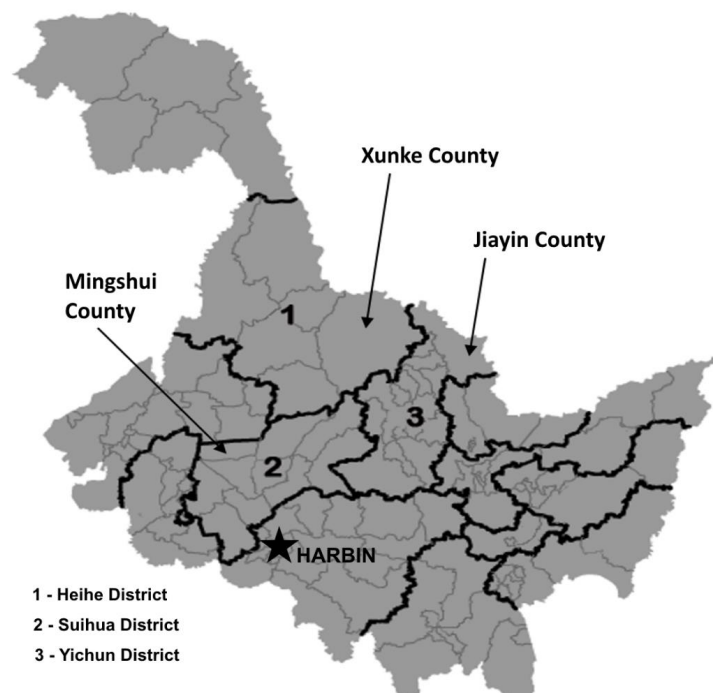 Xunke County
Jiayin County
Mingshui
County
1
3
2
HARBIN
1 - Heihe District
2 - Suihua District
3 - Yichun District